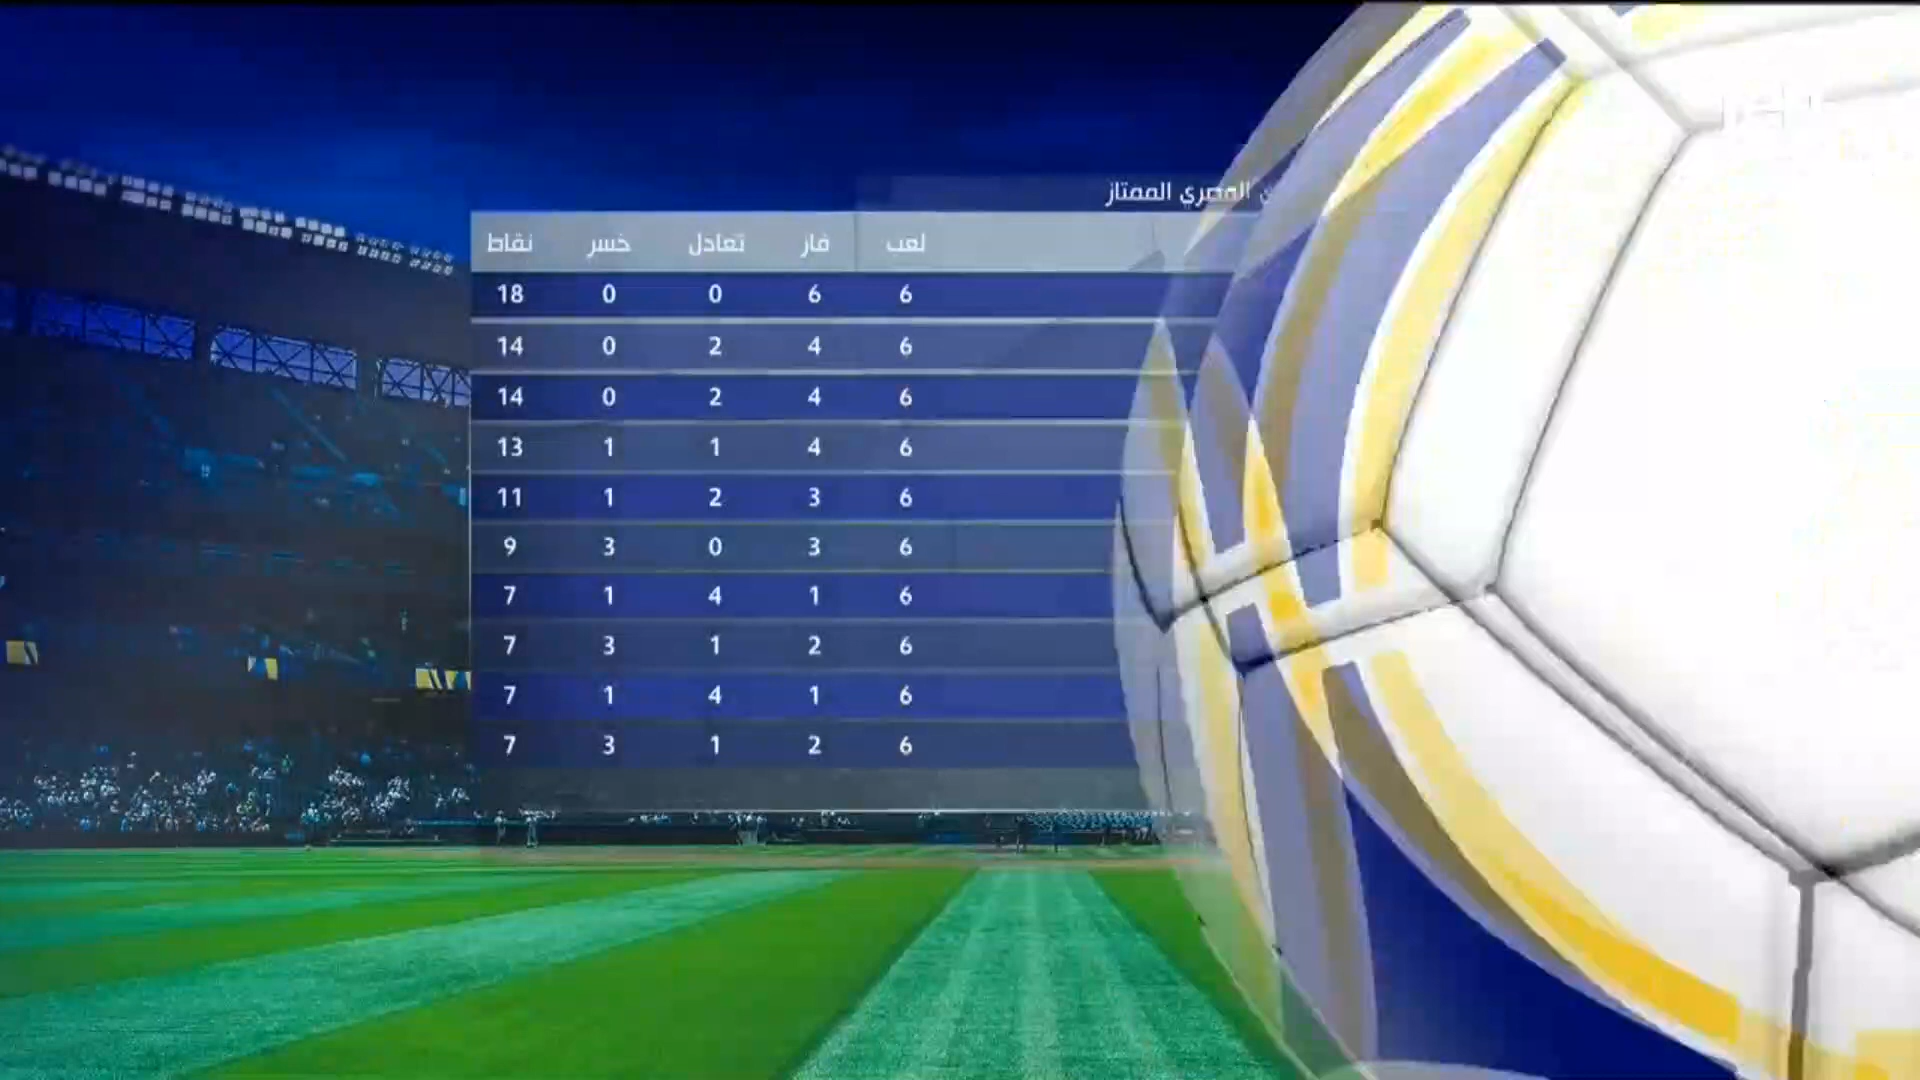 المصري الممتاز
لعب فاز تعادل خسر نقاط
6 6 0 0 18
6 4 2 0 14
6 4 2 0 14
6 4 1 1 13
6 3 2 1 11
6 3 0 3 9
6 1 4 1 7
6 2 1 3 7
6 1 4 1 7
6 2 1 3 7